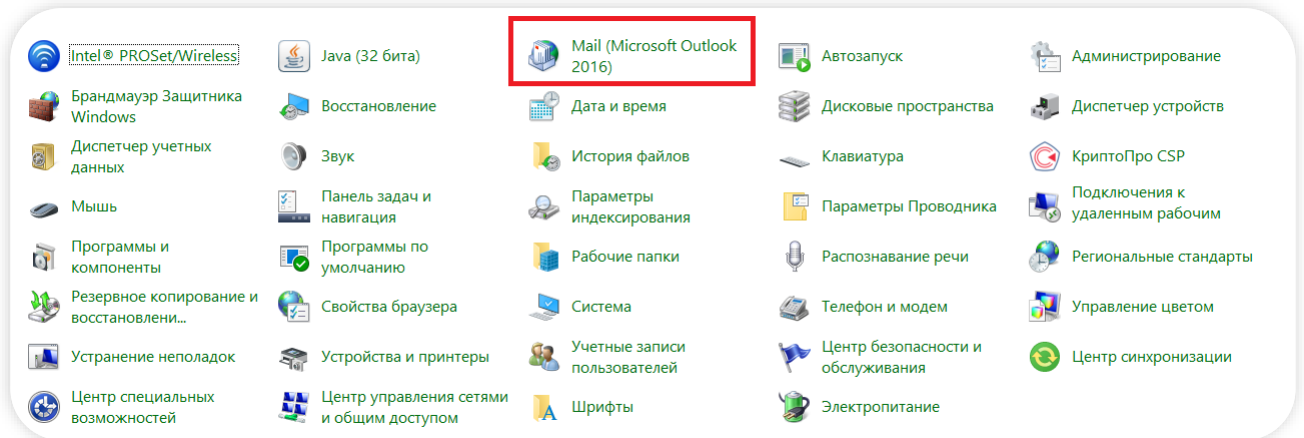 Intel® PROSet/Wireless
Java (32 бита)
Mail (Microsoft Outlook
2016)
Автозапуск
Администрирование
Брандмауэр Защитника
Windows
Восстановление
Дата и время
Дисковые пространства
Диспетчер устройств
Диспетчер учетных
данных
Звук
История файлов
Клавиатура
КриптоПро CSP
Мышь
Панель задач и
навигация
Параметры
индексирования
Параметры Проводника
Подключения к
удаленным рабочим
Программы и
компоненты
Программы по
умолчанию
Рабочие папки
Распознавание речи
Региональные стандарты
Резервное копирование и
восстановлени...
Свойства браузера
Система
Телефон и модем
Управление цветом
Устранение неполадок
Устройства и принтеры
Учетные записи
пользователей
Центр безопасности и
обслуживания
Центр синхронизации
Центр специальных
возможностей
Центр управления сетями
и общим доступом
Шрифты
Электропитание